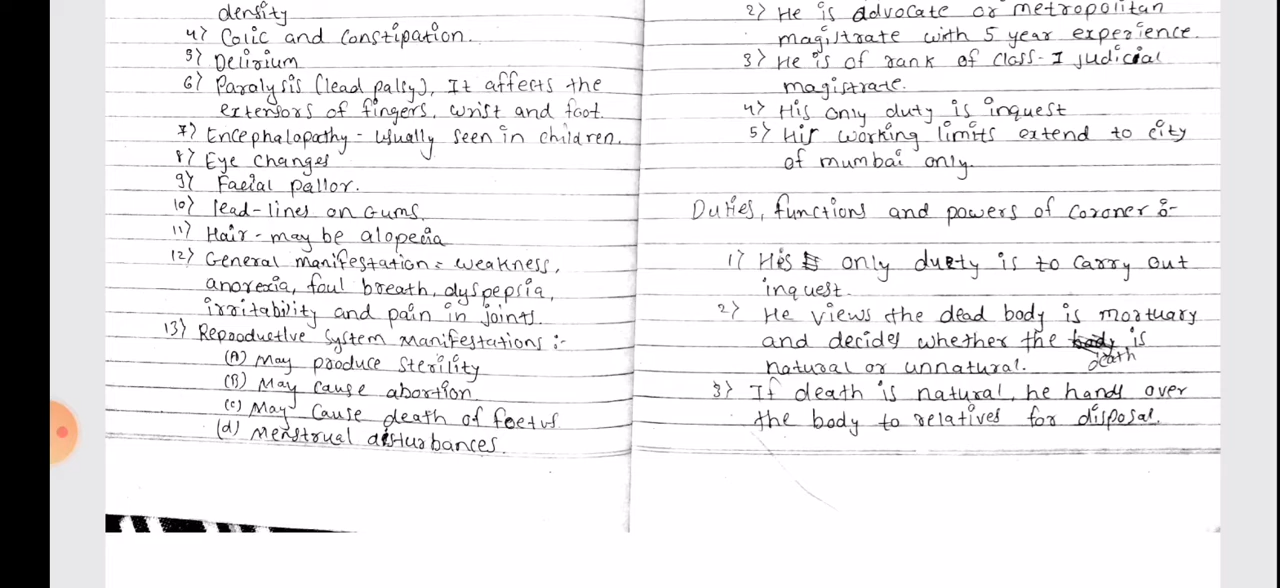 density
4) Colic and Constipation.
5) Delirium
6) Paralysis (lead palsy), It affects the
extensors of fingers, wrist and foot.
7) Encephalopathy - usually seen in children.
8) Eye Changes
9) Facial pallor.
10) lead-lines on Gums.
11) Hair - may be alopecia
12) General manifestation = weakness,
anorexia, foul breath, dyspepsia,
irritability and pain in joints.
13) Reproductive System Manifestations :-
(A) May produce Sterility
(B) May Cause abortion
(C) May Cause death of foetus
(d) Menstrual disturbances.
2) He is advocate or metropolitan
magistrate with 5 year experience.
3) He is of rank of Class-I judicial
magistrate.
4) His only duty is inquest
5) His working limits extend to city
of mumbai only.
Duties, functions and powers of coroner :-
1) His only duety is to Carry out
inquest.
2) He views the dead body is mortuary
and decides whether the death is
natural or unnatural.
3) If death is natural, he hands over
the body to relatives for disposal.